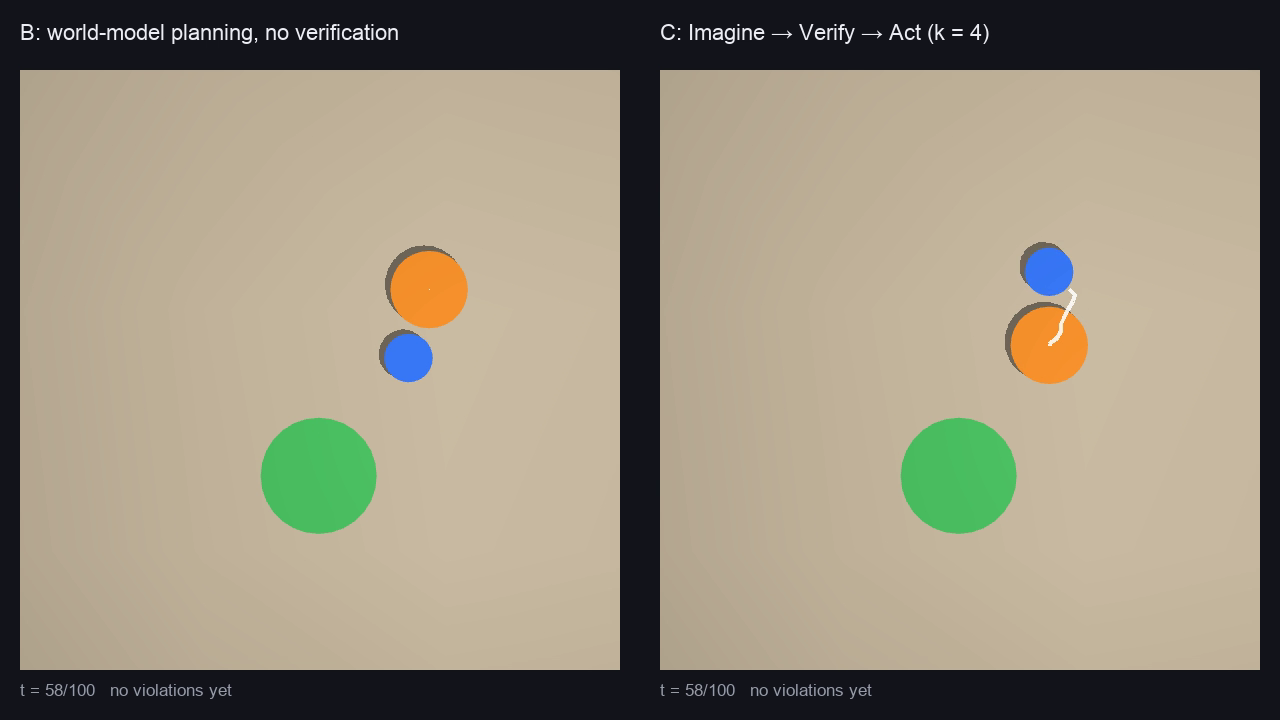 B: world-model planning, no verification
C: Imagine → Verify → Act (k = 4)
t = 58/100   no violations yet
t = 58/100   no violations yet